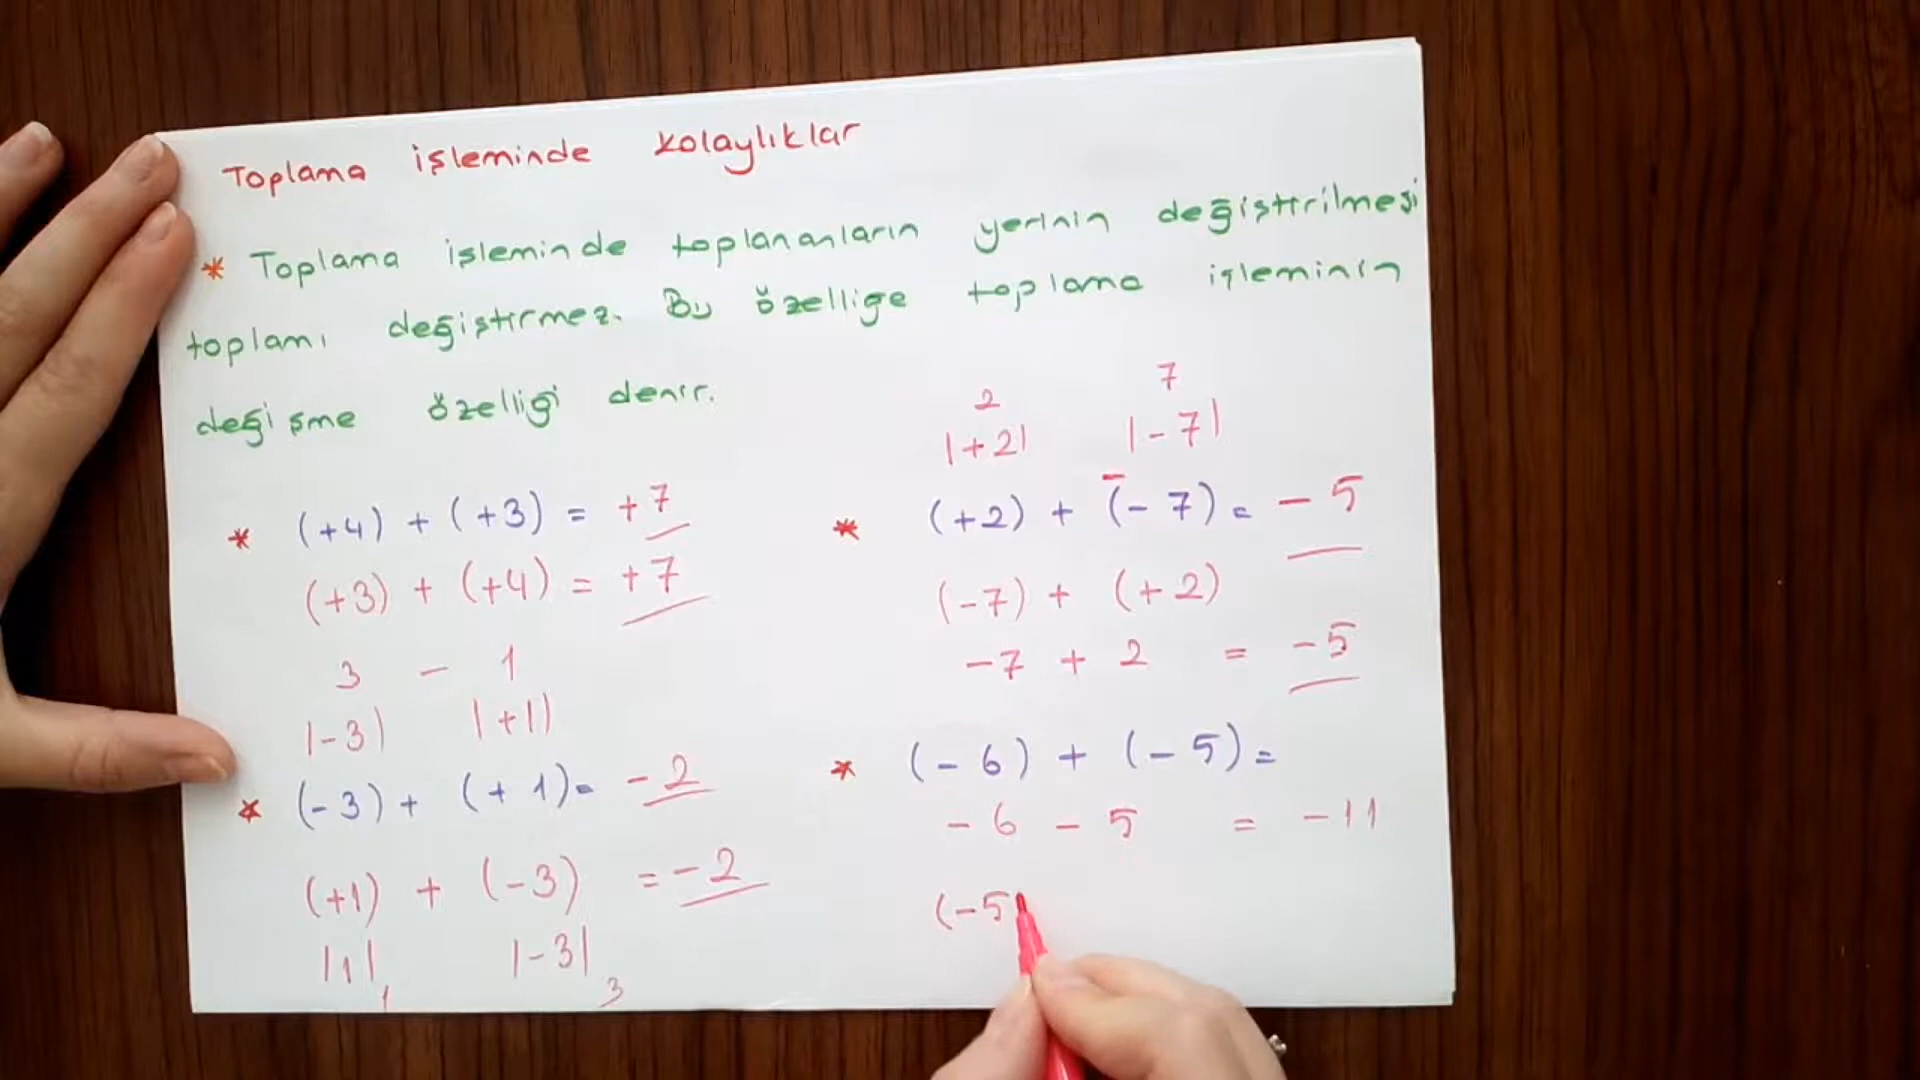 Toplama işleminde kolaylıklar
* Toplama işleminde toplananların yerinin değiştirilmesi
toplamı değiştirmez. Bu özelliğe toplama işleminin
değişme özelliği denir.
* (+4) + (+3) = +7
(+3) + (+4) = +7
3 - 1
|-3| |+1|
* (-3) + (+1) = -2
(+1) + (-3) = -2
|1| |-3|
1 3
2 7
|+2| |-7|
* (+2) + (-7) = -5
(-7) + (+2)
-7 + 2 = -5
* (-6) + (-5) =
-6 - 5 = -11
(-5)